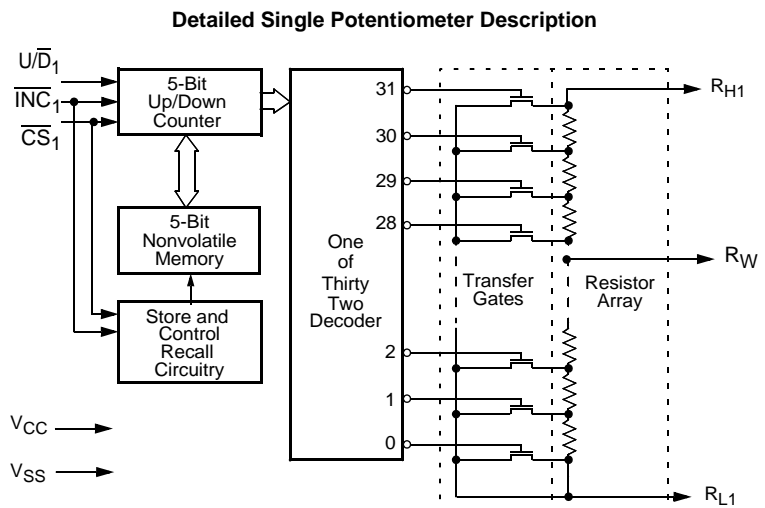 Detailed Single Potentiometer Description
U/D̅1
I̅N̅C̅1
C̅S̅1
5-Bit
Up/Down
Counter
5-Bit
Nonvolatile
Memory
Store and
Control
Recall
Circuitry
VCC
VSS
One
of
Thirty
Two
Decoder
31
30
29
28
2
1
0
Transfer
Gates
Resistor
Array
RH1
RW
RL1